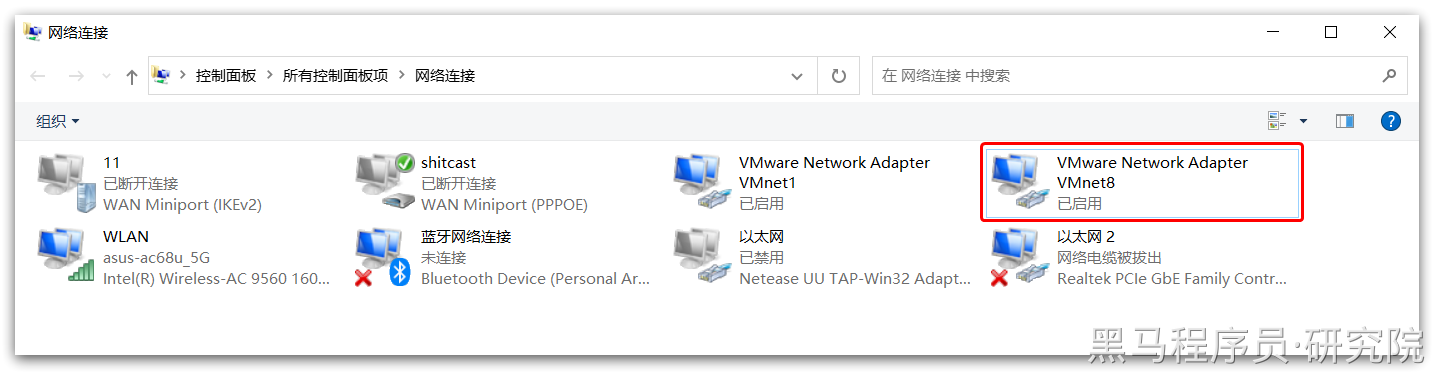 网络连接
控制面板 > 所有控制面板项 > 网络连接
在 网络连接 中搜索
组织
11
已断开连接
WAN Miniport (IKEv2)
shitcast
已断开连接
WAN Miniport (PPPOE)
VMware Network Adapter
VMnet1
已启用
VMware Network Adapter
VMnet8
已启用
WLAN
asus-ac68u_5G
Intel(R) Wireless-AC 9560 160...
蓝牙网络连接
未连接
Bluetooth Device (Personal Ar...
以太网
已禁用
Netease UU TAP-Win32 Adapt...
以太网 2
网络电缆被拔出
Realtek PCIe GbE Family Contr...
黑马程序员·研究院